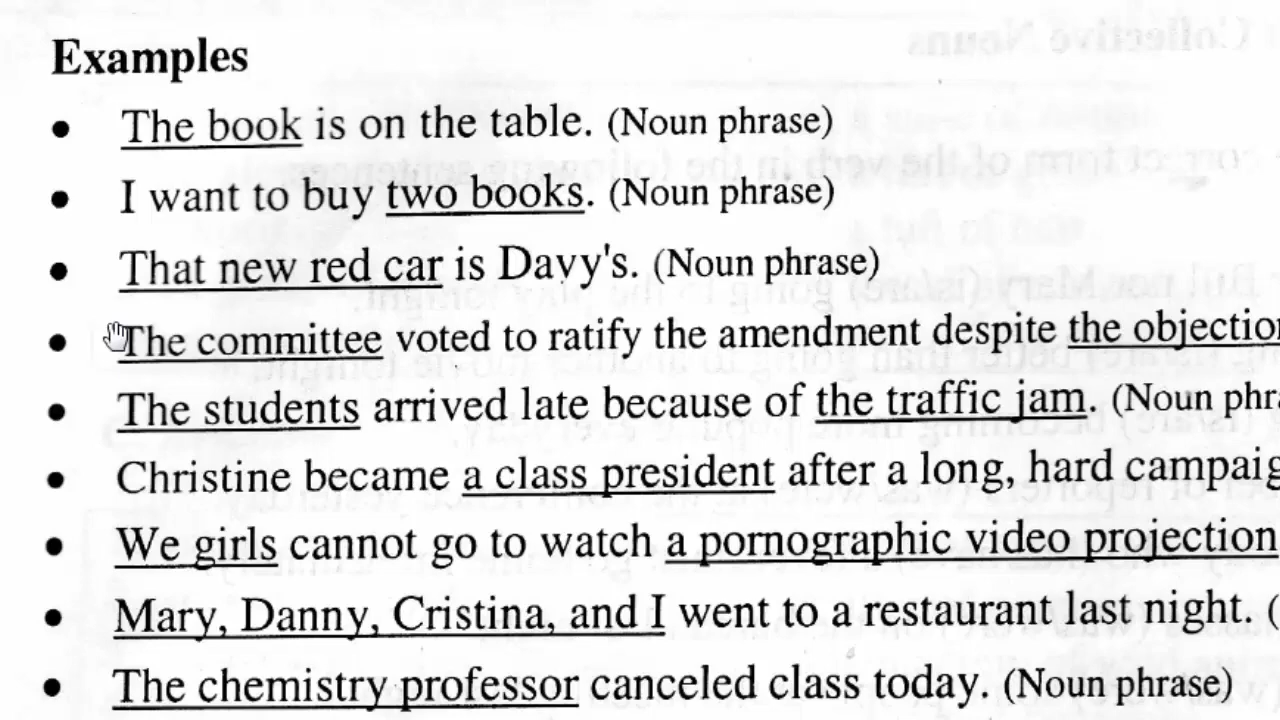 Examples
• The book is on the table. (Noun phrase)
• I want to buy two books. (Noun phrase)
• That new red car is Davy's. (Noun phrase)
• The committee voted to ratify the amendment despite the objection
• The students arrived late because of the traffic jam. (Noun phra
• Christine became a class president after a long, hard campaig
• We girls cannot go to watch a pornographic video projection
• Mary, Danny, Cristina, and I went to a restaurant last night. (
• The chemistry professor canceled class today. (Noun phrase)